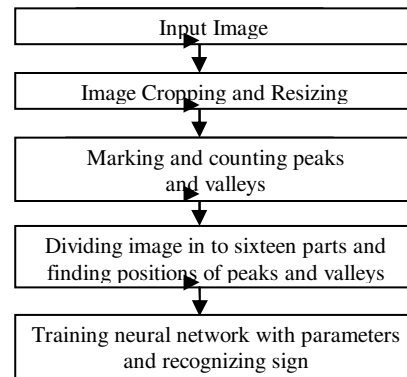 Input Image
Image Cropping and Resizing
Marking and counting peaks
and valleys
Dividing image in to sixteen parts and
finding positions of peaks and valleys
Training neural network with parameters
and recognizing sign